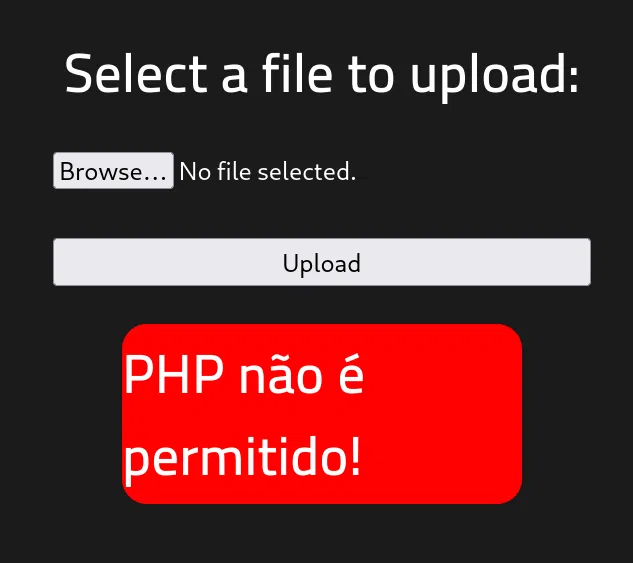 Select a file to upload:
Browse... No file selected.
Upload
PHP não é
permitido!